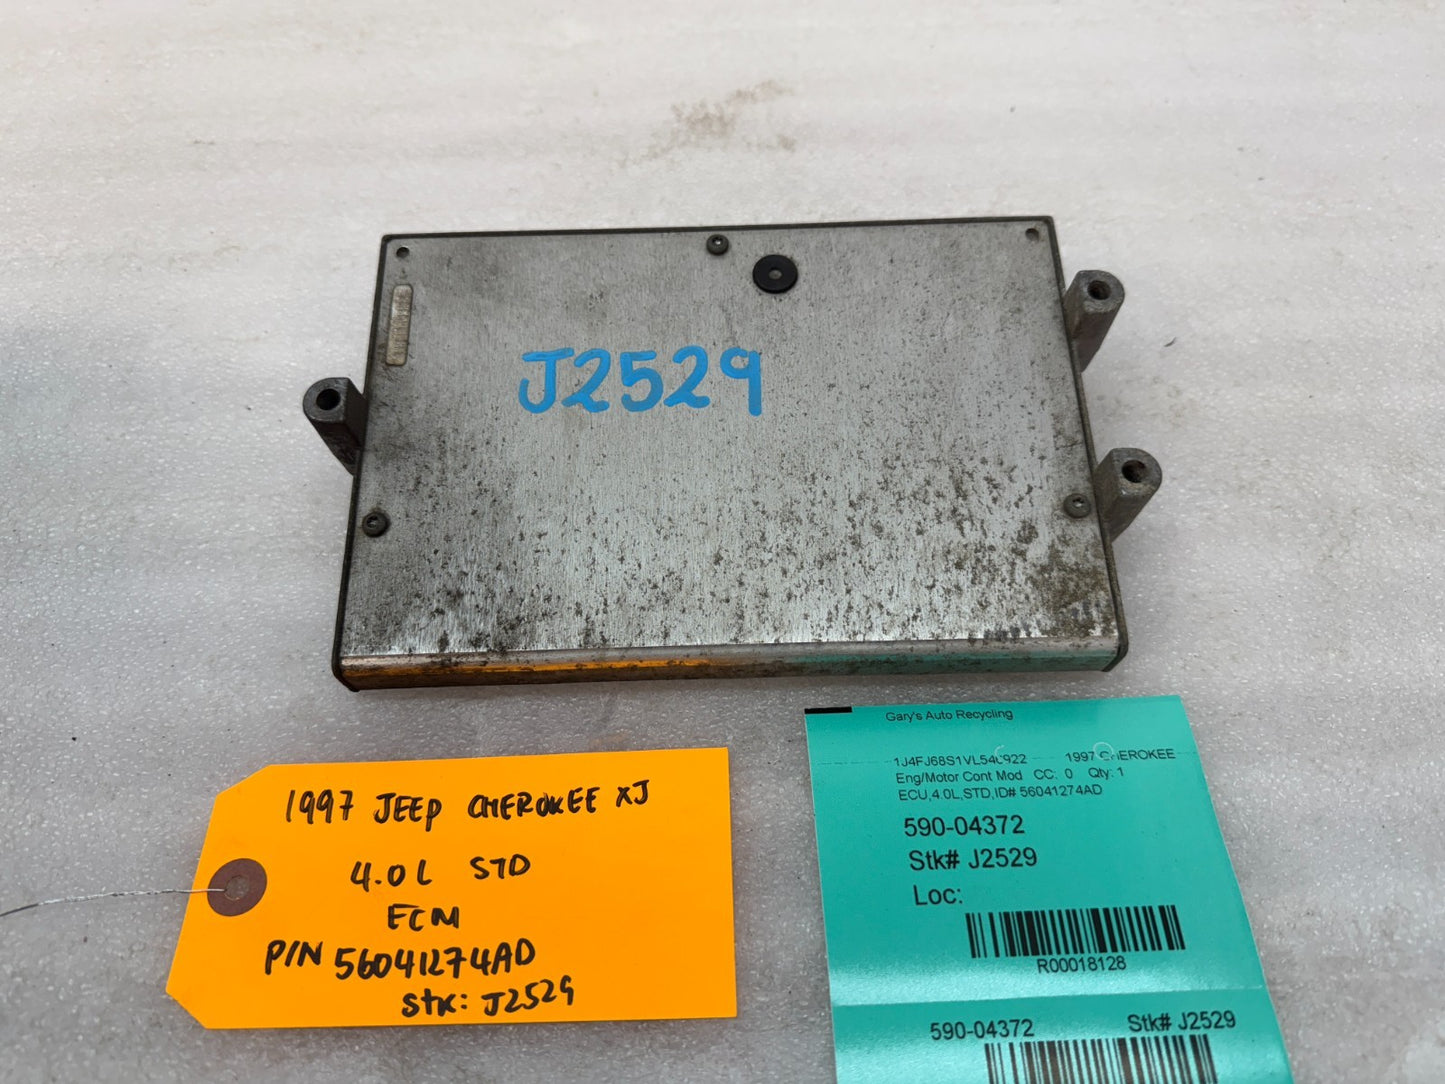 J2529
1997 JEEP CHEROKEE XJ
4.0L STD
ECM
P/N 56041274AD
Stk: J2529
Gary's Auto Recycling
1997 CHEROKEE
Eng/Motor Cont Mod CC: 0 Qty: 1
ECU,4.0L,STD,ID# 56041274AD
590-04372
Stk# J2529
Loc:
R00018128
590-04372 Stk# J2529